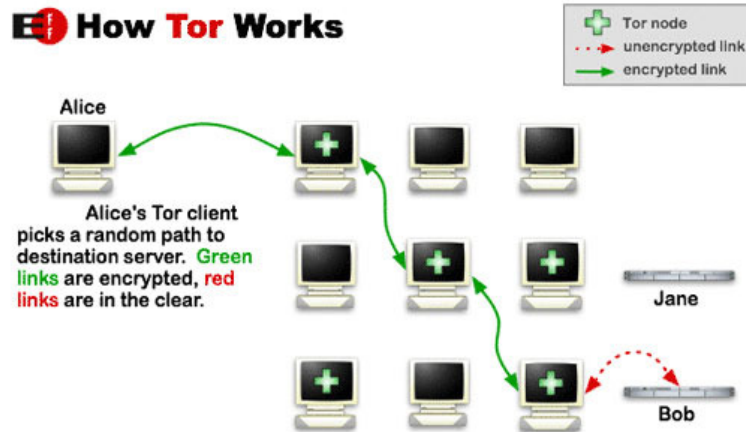 EFF How Tor Works
Tor node
unencrypted link
encrypted link
Alice
Alice's Tor client
picks a random path to
destination server. Green
links are encrypted, red
links are in the clear.
Jane
Bob